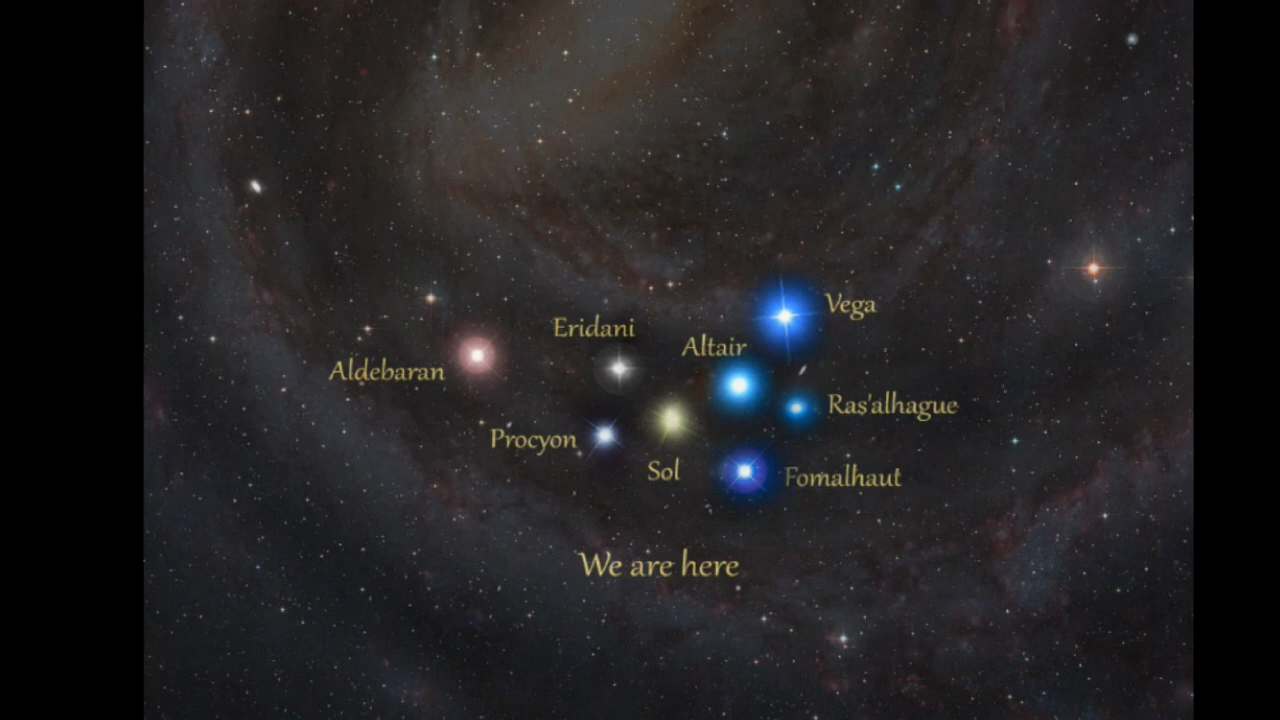 Vega
Eridani
Altair
Aldebaran
Ras'alhague
Procyon
Sol
Fomalhaut
We are here